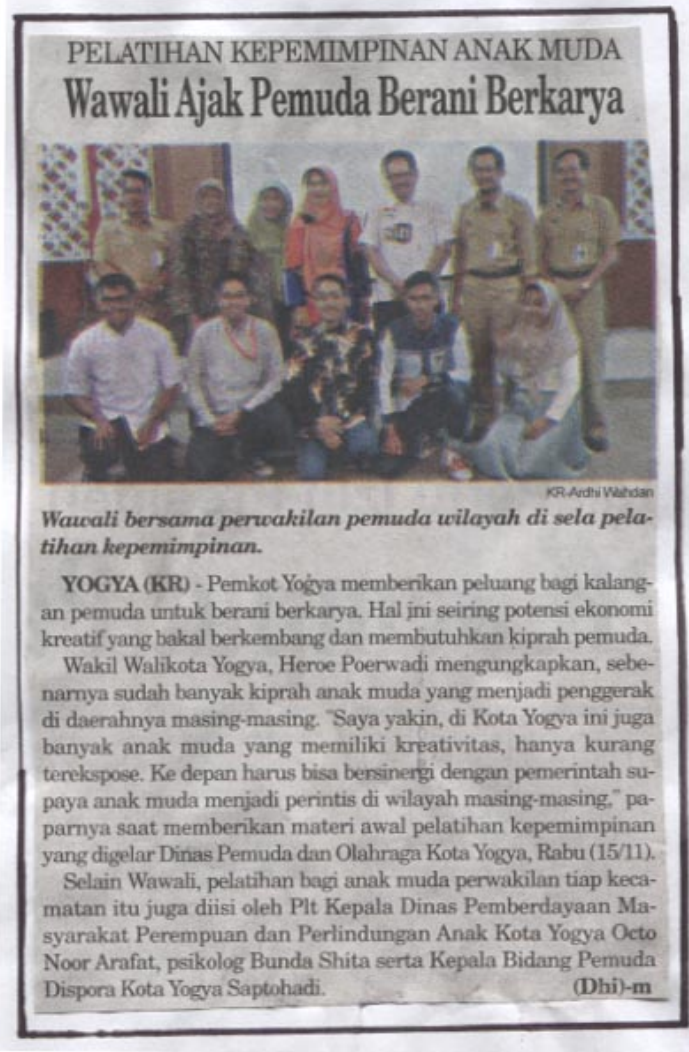 PELATIHAN KEPEMIMPINAN ANAK MUDA
Wawali Ajak Pemuda Berani Berkarya
KR-Ardhi Wahdan
Wawali bersama perwakilan pemuda wilayah di sela pela-
tihan kepemimpinan.
YOGYA (KR) - Pemkot Yogya memberikan peluang bagi kalang-
an pemuda untuk berani berkarya. Hal ini seiring potensi ekonomi
kreatif yang bakal berkembang dan membutuhkan kiprah pemuda.
Wakil Walikota Yogya, Heroe Poerwadi mengungkapkan, sebe-
narnya sudah banyak kiprah anak muda yang menjadi penggerak
di daerahnya masing-masing. "Saya yakin, di Kota Yogya ini juga
banyak anak muda yang memiliki kreativitas, hanya kurang
terekspose. Ke depan harus bisa bersinergi dengan pemerintah su-
paya anak muda menjadi perintis di wilayah masing-masing," pa-
parnya saat memberikan materi awal pelatihan kepemimpinan
yang digelar Dinas Pemuda dan Olahraga Kota Yogya, Rabu (15/11).
Selain Wawali, pelatihan bagi anak muda perwakilan tiap keca-
matan itu juga diisi oleh Plt Kepala Dinas Pemberdayaan Ma-
syarakat Perempuan dan Perlindungan Anak Kota Yogya Octo
Noor Arafat, psikolog Bunda Shita serta Kepala Bidang Pemuda
Dispora Kota Yogya Saptohadi. (Dhi)-m